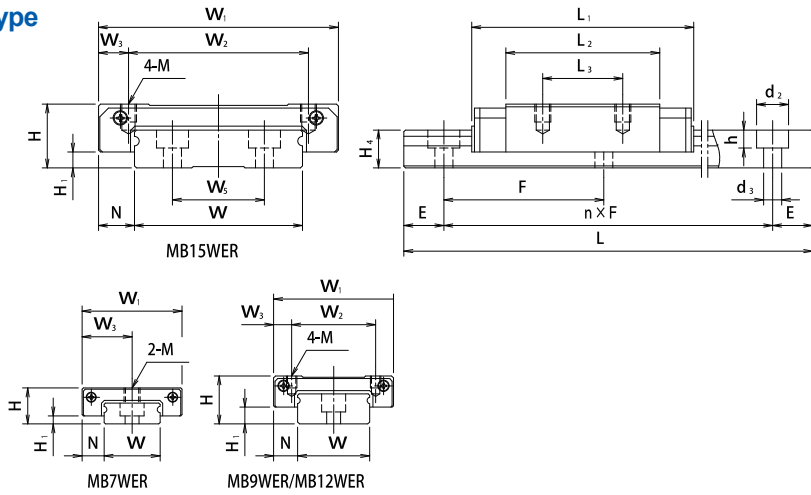 ype
W₁
W₃
W₂
4-M
H
H₁
W₅
N
W
MB15WER
L₁
L₂
L₃
d₂
h
H₄
d₃
F
E
n×F
E
L
W₁
W₃
2-M
H
H₁
N
W
MB7WER
W₁
W₃
W₂
4-M
H
H₁
N
W
MB9WER/MB12WER